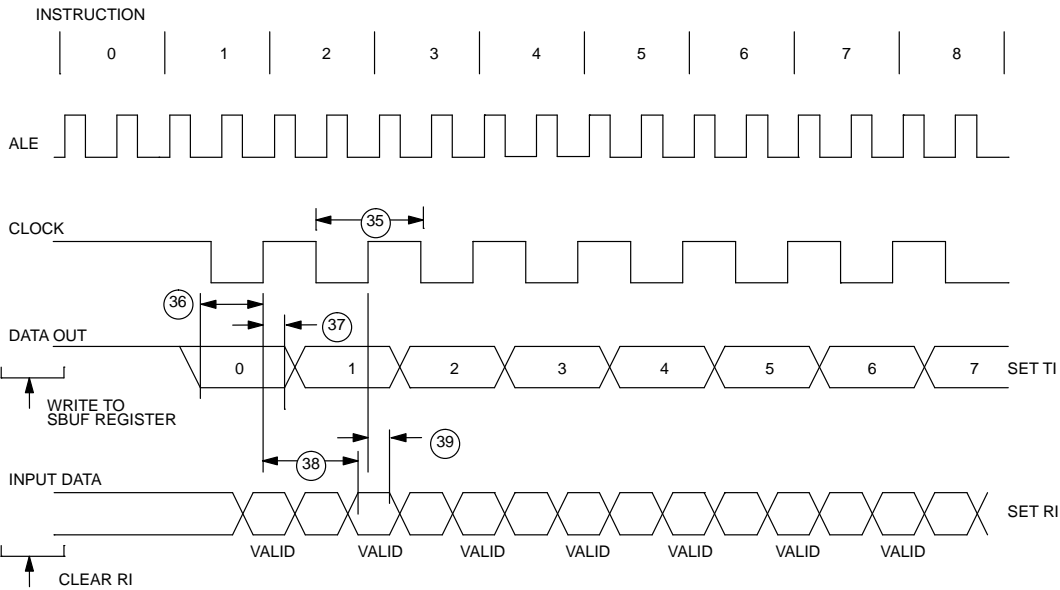 INSTRUCTION
0 1 2 3 4 5 6 7 8
ALE
CLOCK
35
36
37
DATA OUT
0 1 2 3 4 5 6 7
SET TI
WRITE TO
SBUF REGISTER
39
38
INPUT DATA
SET RI
VALID VALID VALID VALID VALID VALID VALID
CLEAR RI